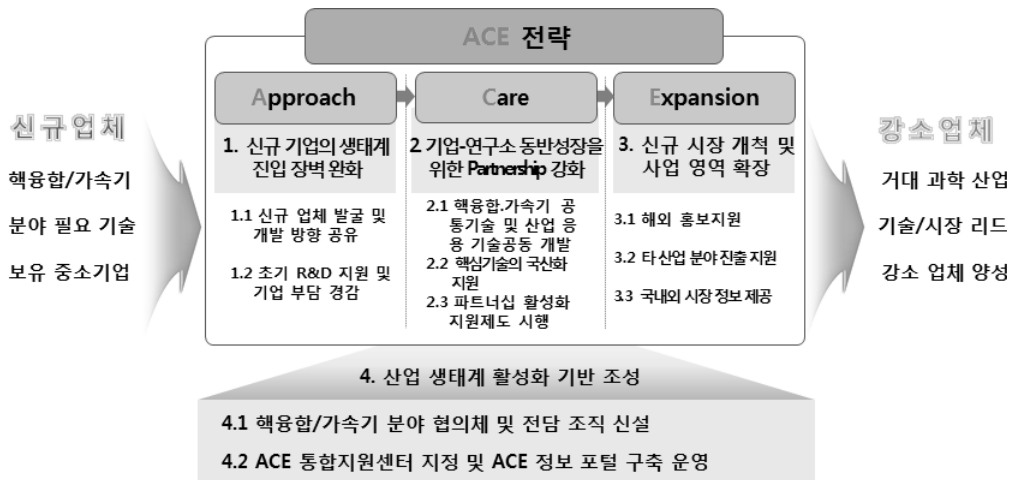 ACE 전략
신규업체
핵융합/가속기
분야 필요 기술
보유 중소기업
Approach
1. 신규 기업의 생태계
진입 장벽 완화
1.1 신규 업체 발굴 및
개발 방향 공유
1.2 초기 R&D 지원 및
기업 부담 경감
Care
2 기업-연구소 동반성장을
위한 Partnership 강화
2.1 핵융합.가속기 공
통기술 및 산업 응
용 기술공동 개발
2.2 핵심기술의 국산화
지원
2.3 파트너십 활성화
지원제도 시행
Expansion
3. 신규 시장 개척 및
사업 영역 확장
3.1 해외 홍보지원
3.2 타 산업 분야 진출 지원
3.3 국내외 시장 정보 제공
강소업체
거대 과학 산업
기술/시장 리드
강소 업체 양성
4. 산업 생태계 활성화 기반 조성
4.1 핵융합/가속기 분야 협의체 및 전담 조직 신설
4.2 ACE 통합지원센터 지정 및 ACE 정보 포털 구축 운영